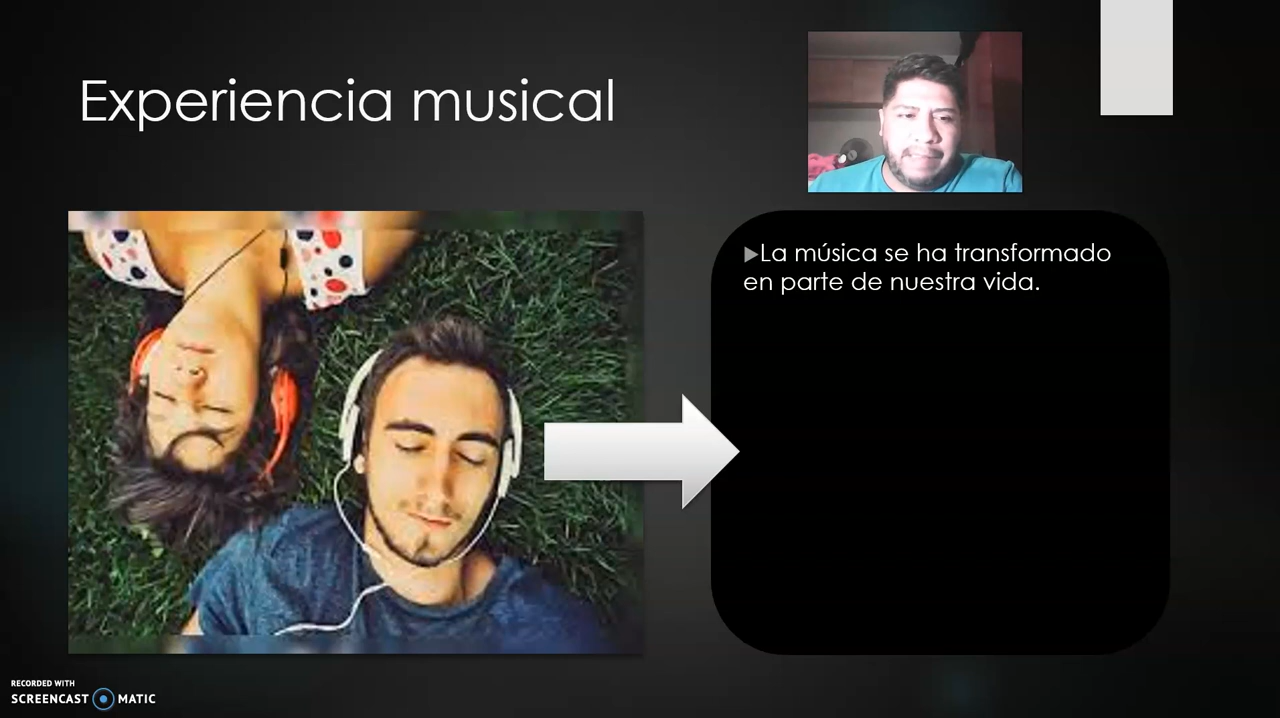 Experiencia musical
La música se ha transformado
en parte de nuestra vida.
RECORDED WITH
SCREENCAST MATIC